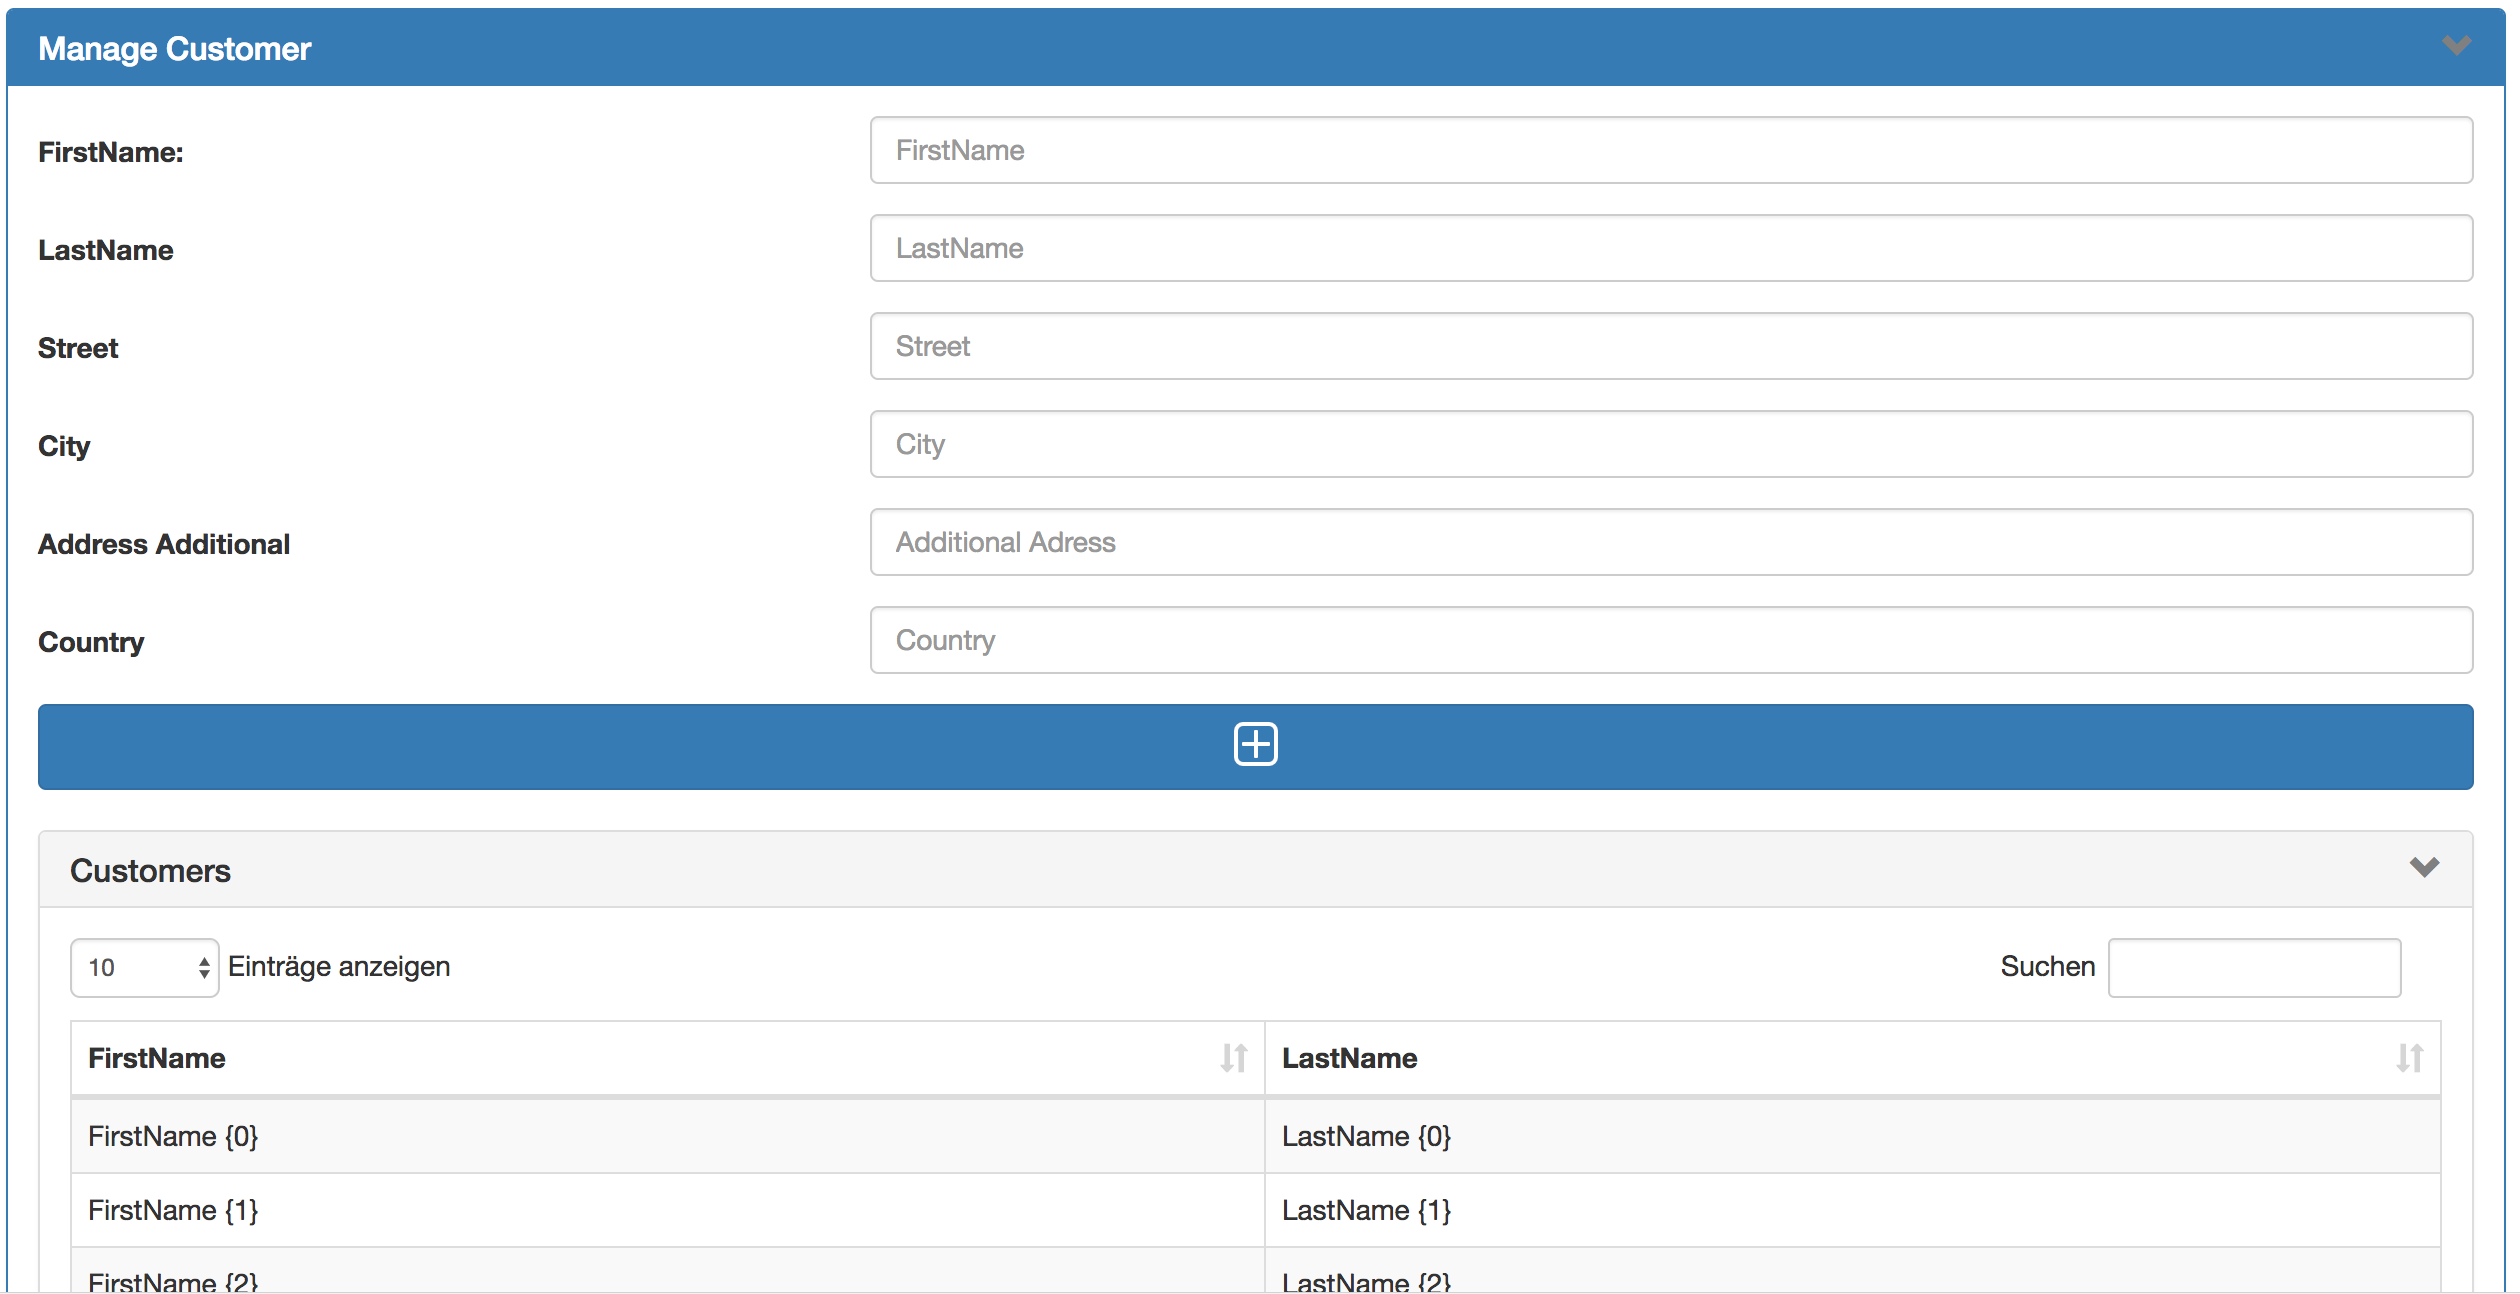 Manage Customer
FirstName: FirstName
LastName LastName
Street Street
City City
Address Additional Additional Adress
Country Country
Customers
10 Einträge anzeigen Suchen
FirstName LastName
FirstName {0} LastName {0}
FirstName {1} LastName {1}
FirstName {2} LastName {2}